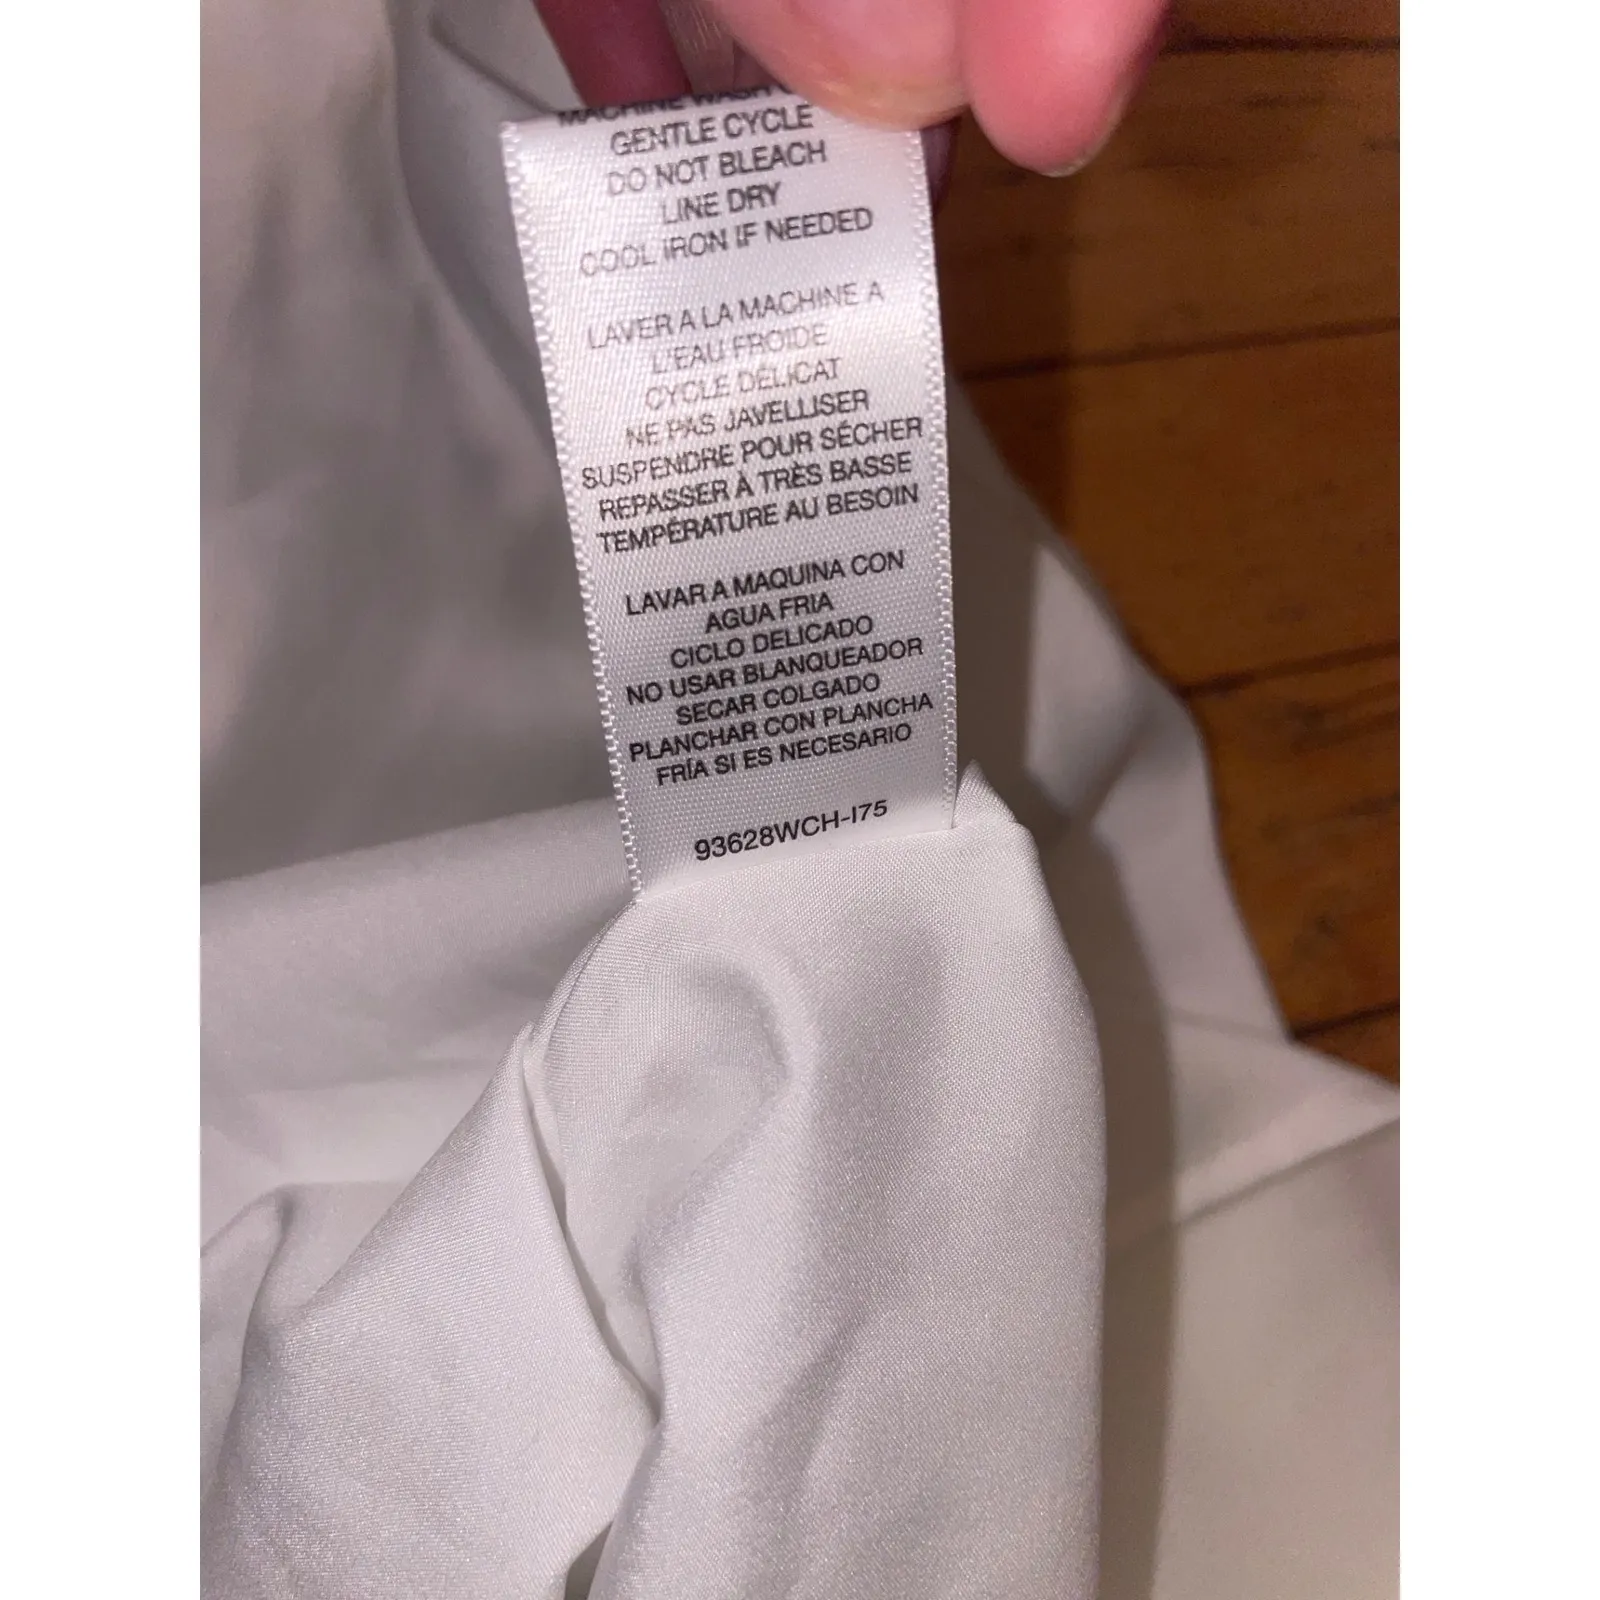 MACHINE WASH
GENTLE CYCLE
DO NOT BLEACH
LINE DRY
COOL IRON IF NEEDED
LAVER A LA MACHINE A
L'EAU FROIDE
CYCLE DÉLICAT
NE PAS JAVELLISER
SUSPENDRE POUR SÉCHER
REPASSER À TRÈS BASSE
TEMPÉRATURE AU BESOIN
LAVAR A MAQUINA CON
AGUA FRIA
CICLO DELICADO
NO USAR BLANQUEADOR
SECAR COLGADO
PLANCHAR CON PLANCHA
FRÍA SI ES NECESARIO
93628WCH-I75